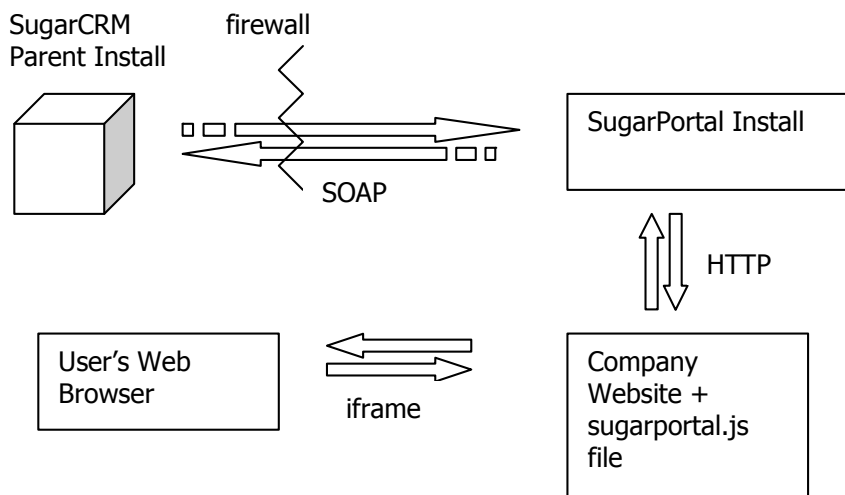 SugarCRM
Parent Install
firewall
SugarPortal Install
SOAP
HTTP
User's Web
Browser
iframe
Company
Website +
sugarportal.js
file